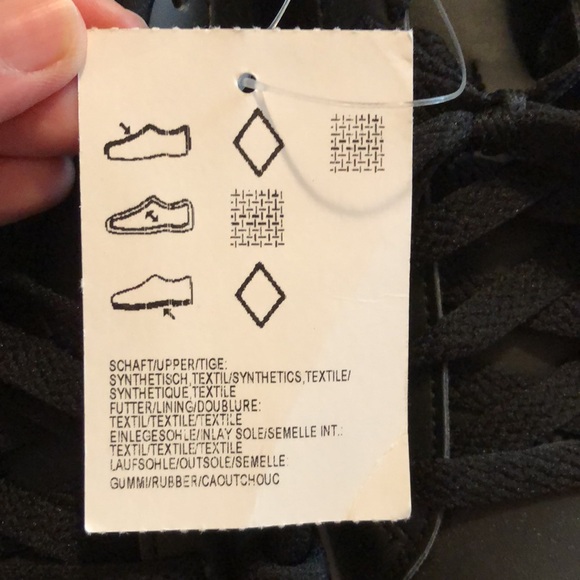 SCHAFT/UPPER/TIGE:
SYNTHETISCH,TEXTIL/SYNTHETICS,TEXTILE/
SYNTHETIQUE,TEXTILE
FUTTER/LINING/DOUBLURE:
TEXTIL/TEXTILE/TEXTILE
EINLEGESOHLE/INLAY SOLE/SEMELLE INT.:
TEXTIL/TEXTILE/TEXTILE
LAUFSOHLE/OUTSOLE/SEMELLE:
GUMMI/RUBBER/CAOUTCHOUC